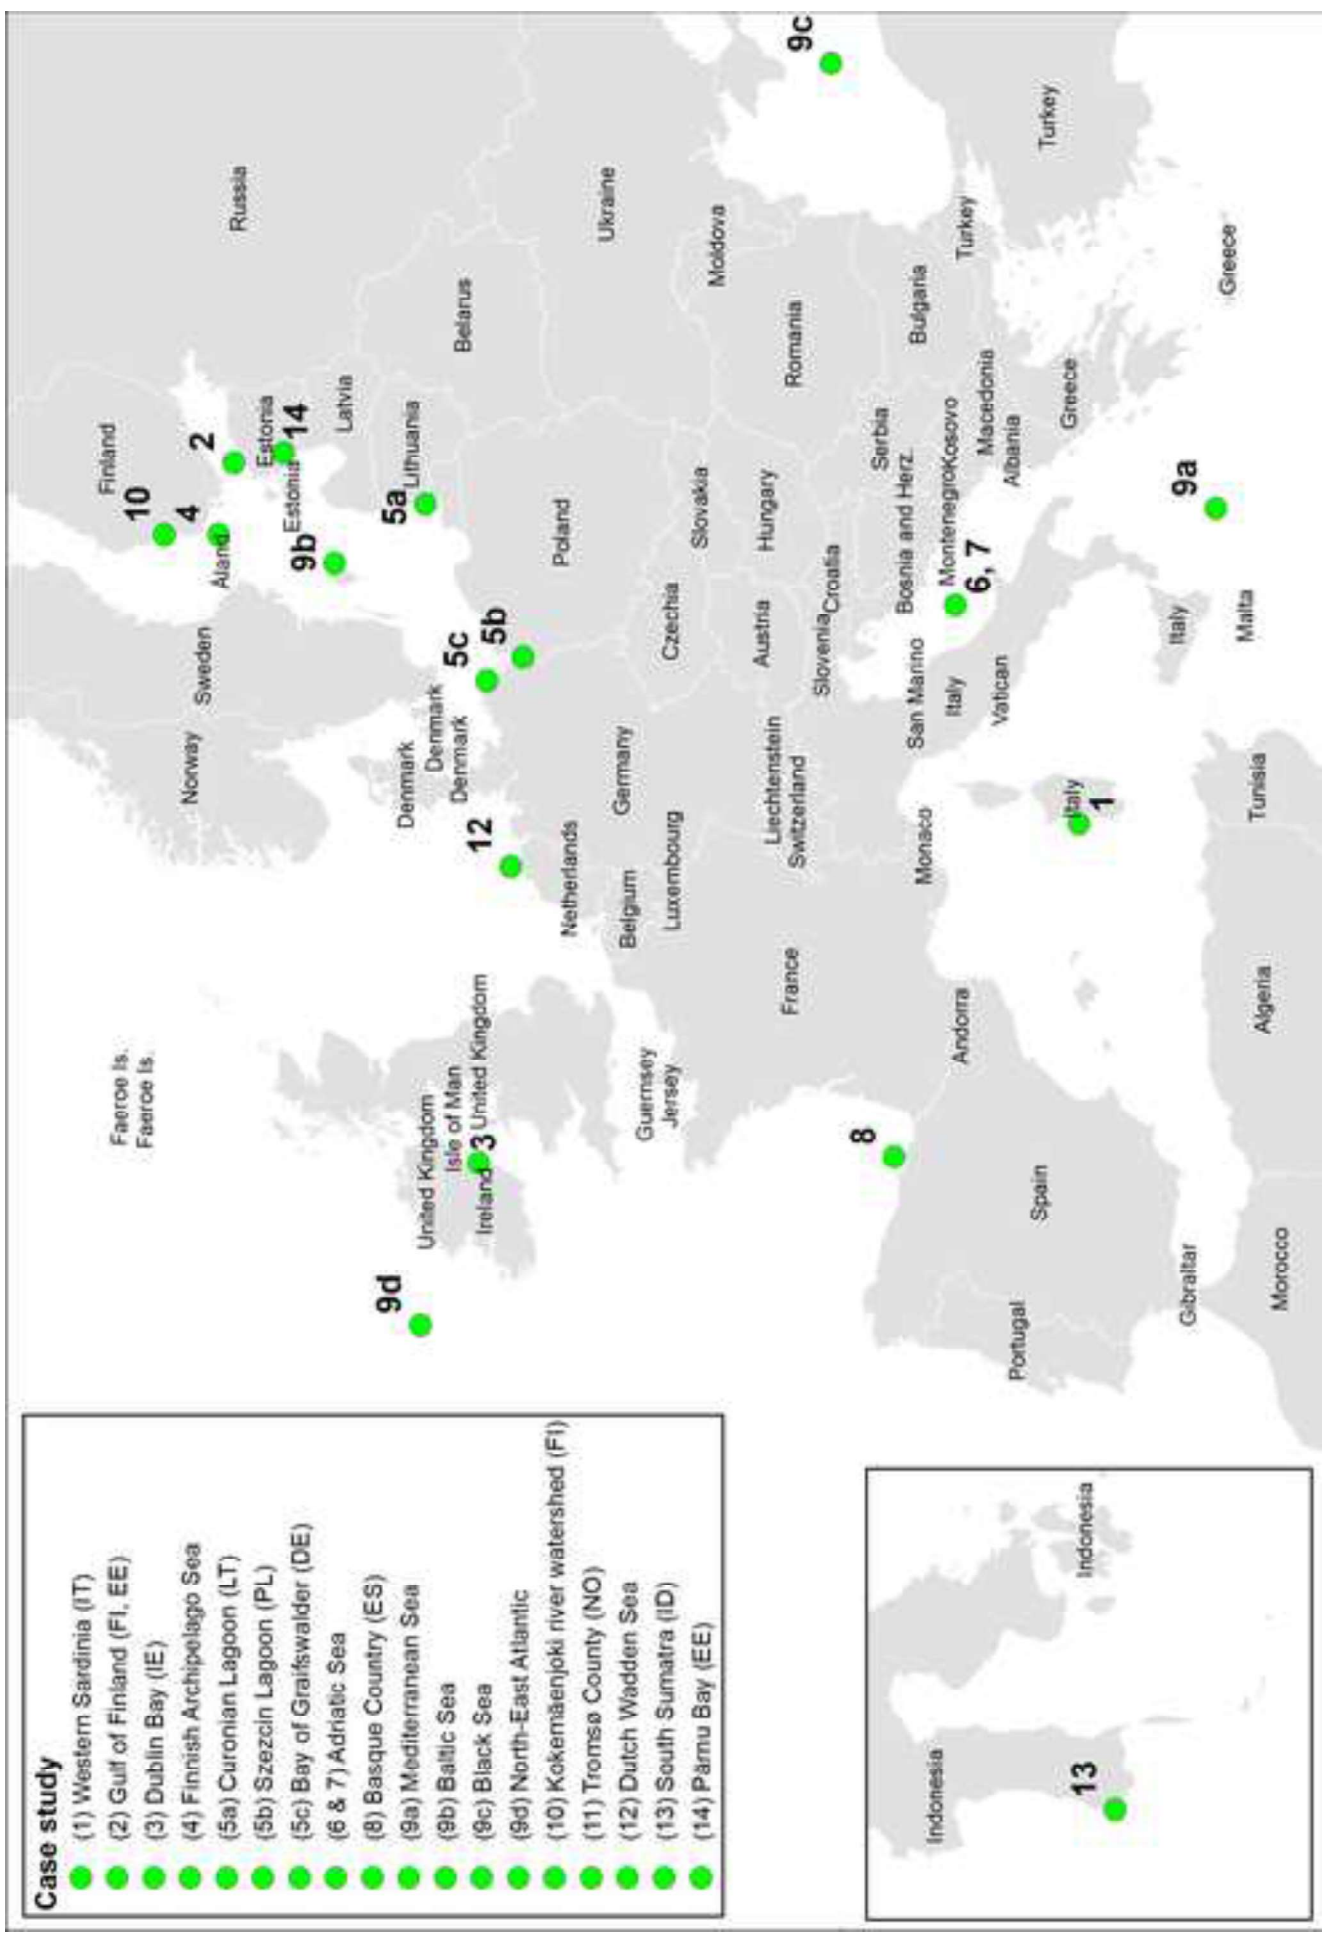 Case study
(1) Western Sardinia (IT)
(2) Gulf of Finland (FI, EE)
(3) Dublin Bay (IE)
(4) Finnish Archipelago Sea
(5a) Curonian Lagoon (LT)
(5b) Szezcin Lagoon (PL)
(5c) Bay of Graifswalder (DE)
(6 & 7) Adriatic Sea
(8) Basque Country (ES)
(9a) Mediterranean Sea
(9b) Baltic Sea
(9c) Black Sea
(9d) North-East Atlantic
(10) Kokemäenjoki river watershed (FI)
(11) Tromsø County (NO)
(12) Dutch Wadden Sea
(13) South Sumatra (ID)
(14) Pärnu Bay (EE)
Faeroe Is.
Faeroe Is.
Norway
Sweden
Åland
10
4
Finland
2
Russia
Estonia
Estonia
14
9b
Latvia
5a
Lithuania
Belarus
9d
United Kingdom
Isle of Man
United Kingdom
Ireland
3
Denmark
Denmark
Denmark
12
5c
5b
Poland
Netherlands
Germany
Belgium
Luxembourg
Guernsey
Jersey
Czechia
Slovakia
Ukraine
Moldova
Liechtenstein
Switzerland
Austria
Hungary
France
Slovenia
Croatia
Romania
9c
8
Monaco
San Marino
Bosnia and Herz.
Serbia
Bulgaria
Andorra
Italy
Vatican
Montenegro
Kosovo
6, 7
Macedonia
Albania
Turkey
Turkey
Portugal
Spain
Italy
1
Greece
Gibraltar
Italy
9a
Malta
Greece
Morocco
Algeria
Tunisia
Indonesia
Indonesia
13